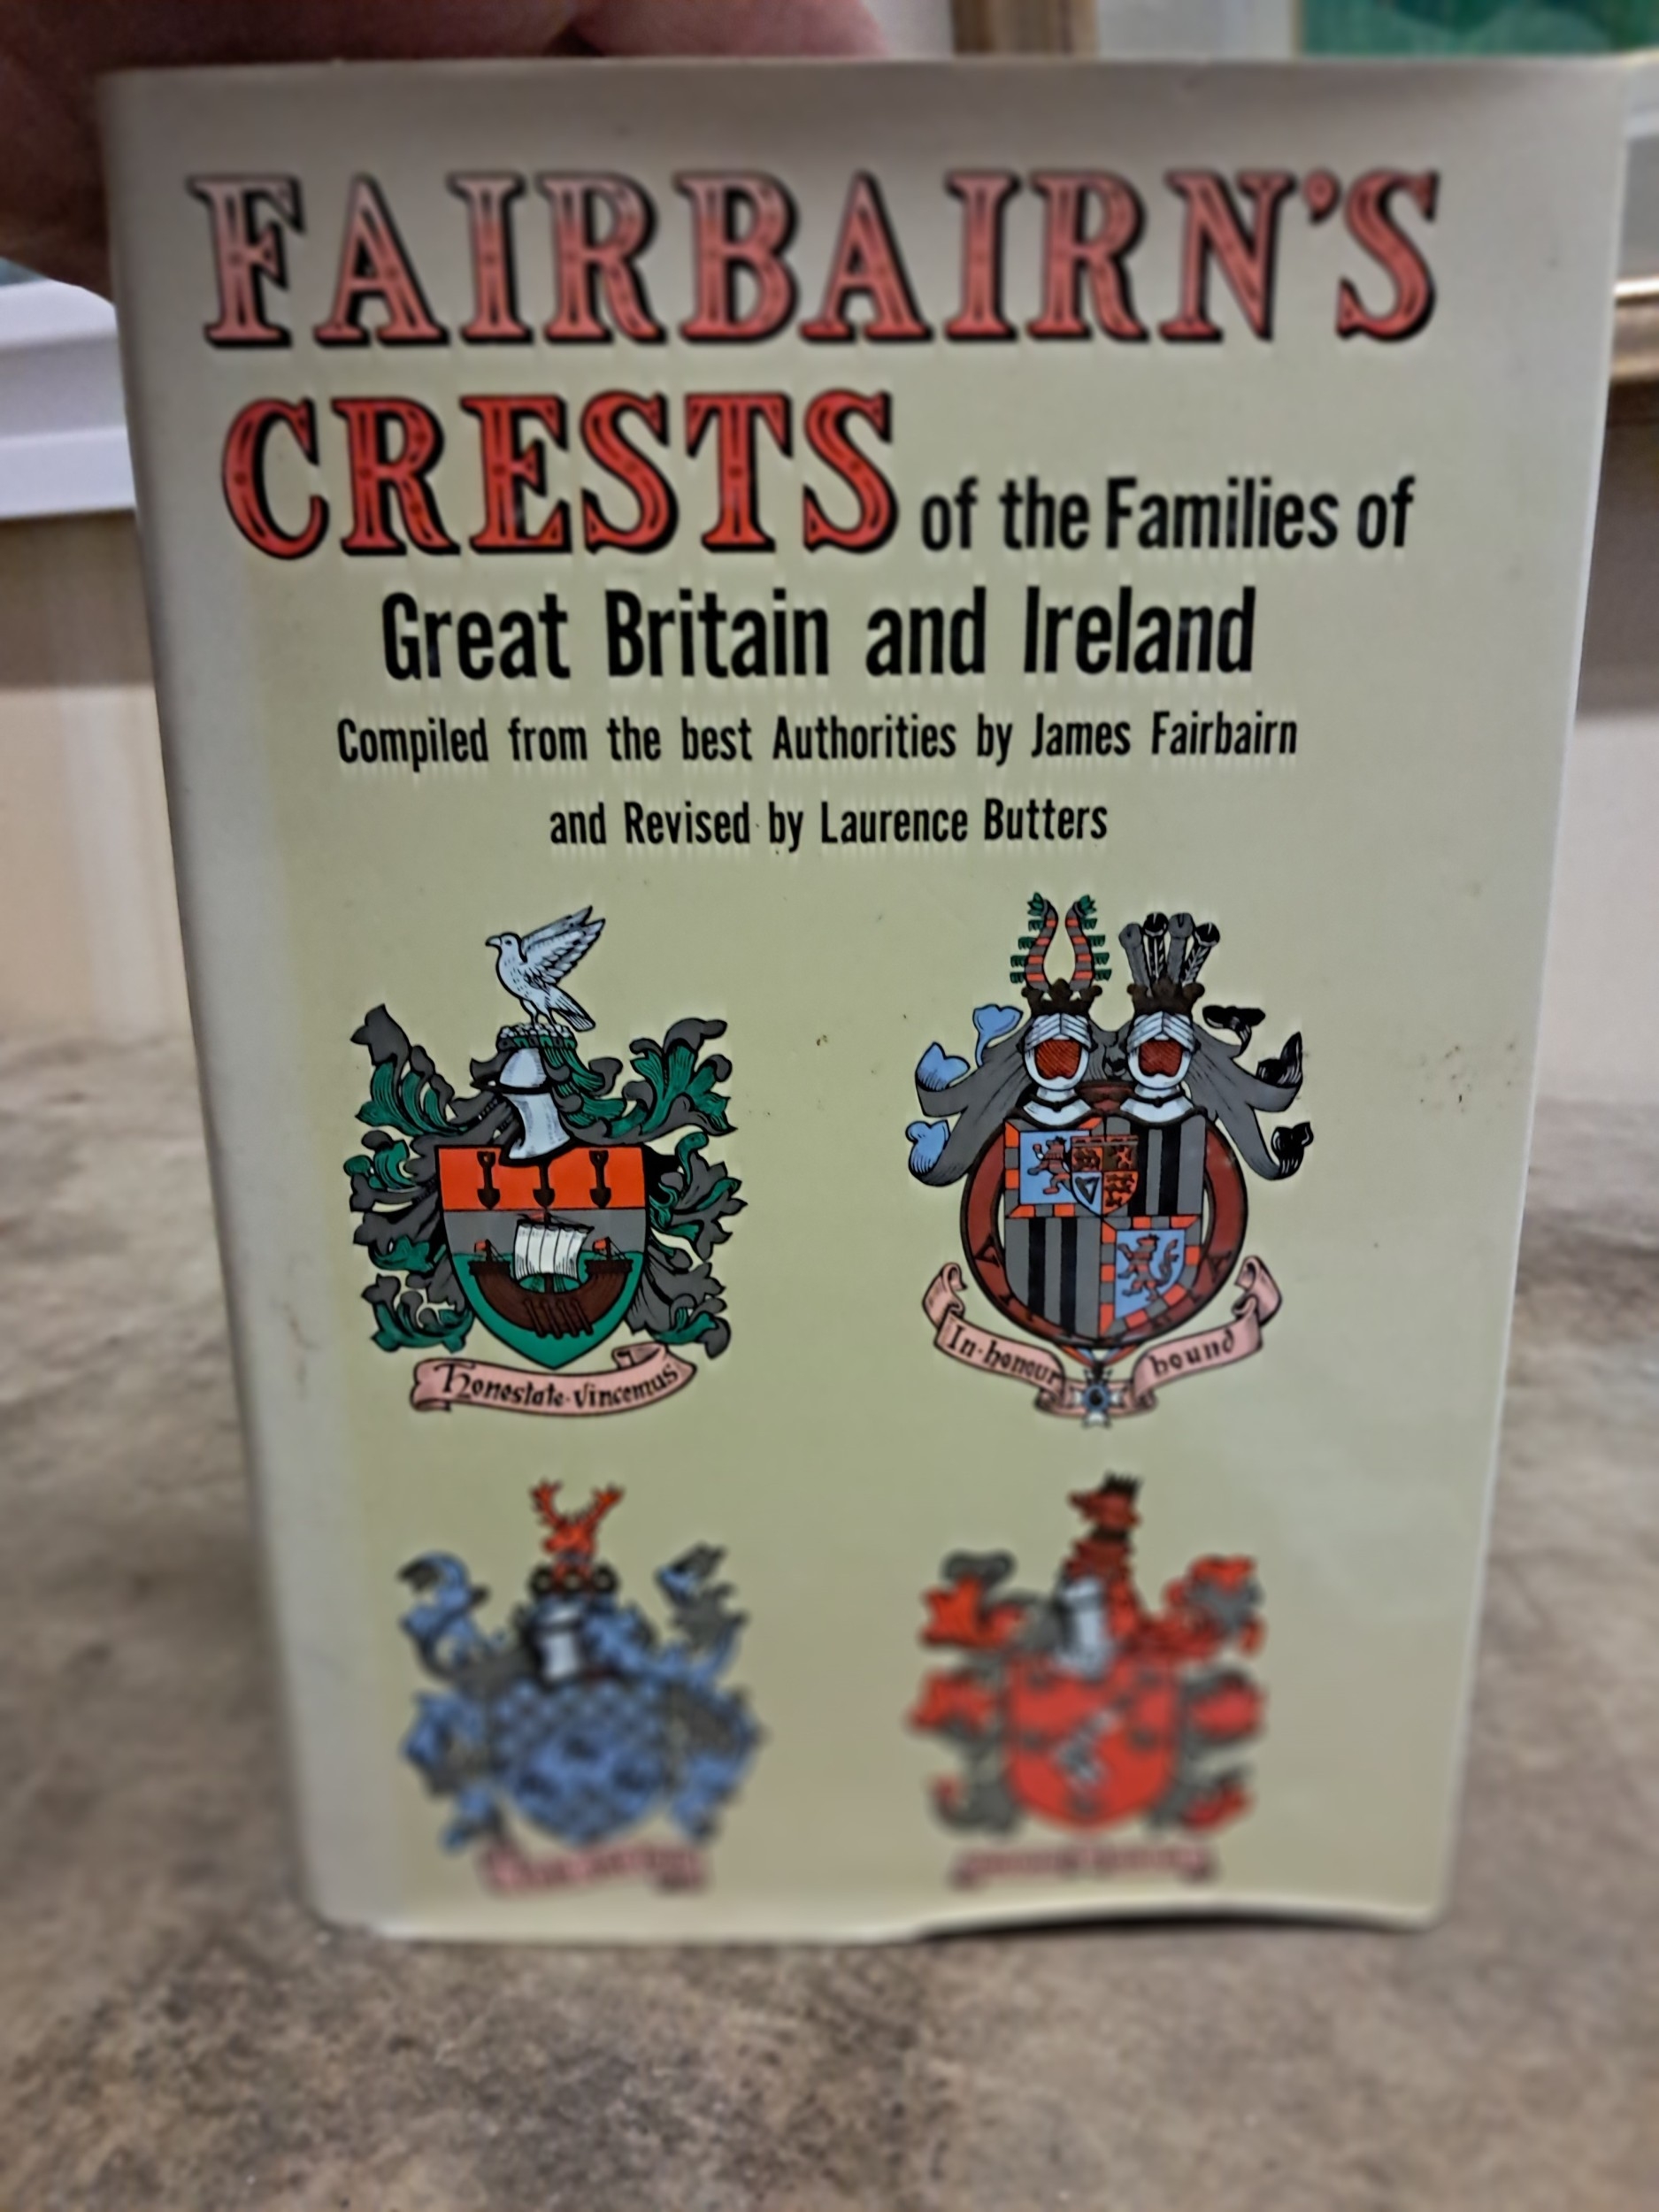 FAIRBAIRN'S
CRESTS of the Families of
Great Britain and Ireland
Compiled from the best Authorities by James Fairbairn
and Revised by Laurence Butters
Honestate·Vincemus
In·honour bound